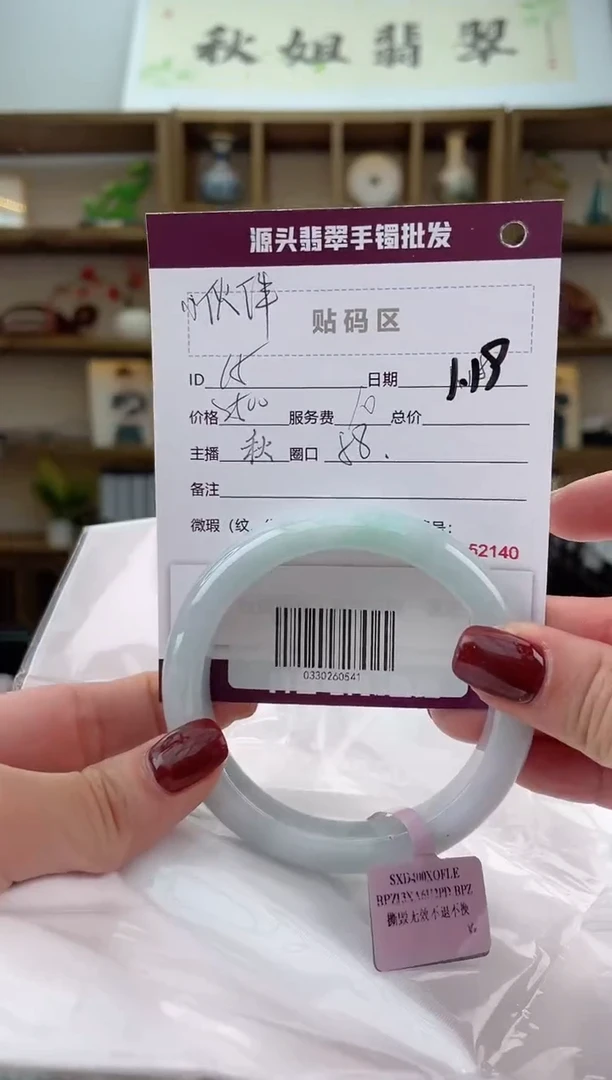 秋姐翡翠
源头翡翠手镯批发
小伙伴
贴码区
ID 65 日期 1.18
价格 服务费 10 总价
主播 秋 圈口 58.
备注
微瑕（纹、
52140
0330260541
撕毁无效不退不换